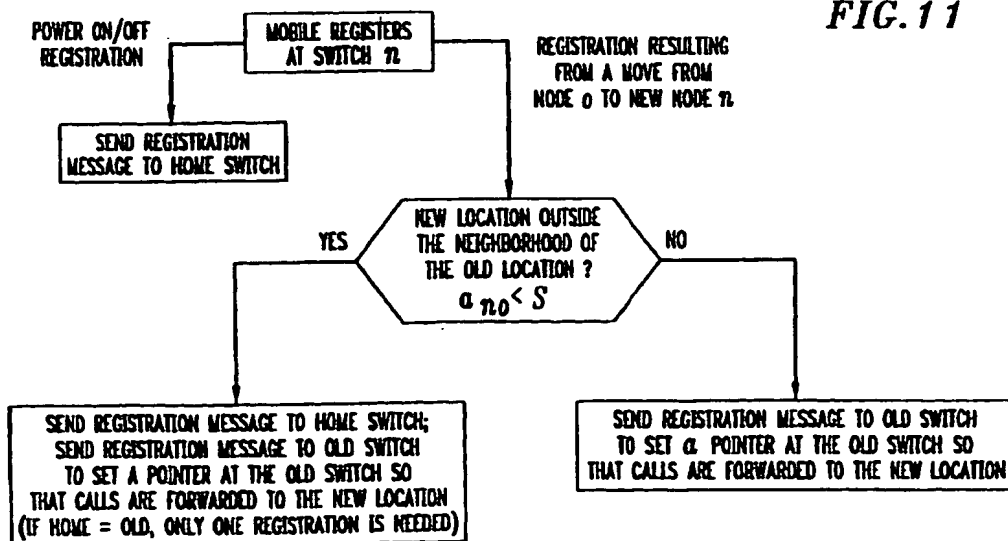 FIG.11
POWER ON/OFF
REGISTRATION
MOBILE REGISTERS
AT SWITCH n
REGISTRATION RESULTING
FROM A MOVE FROM
NODE o TO NEW NODE n
SEND REGISTRATION
MESSAGE TO HOME SWITCH
NEW LOCATION OUTSIDE
THE NEIGHBORHOOD OF
THE OLD LOCATION ?
a no < S
YES
NO
SEND REGISTRATION MESSAGE TO HOME SWITCH;
SEND REGISTRATION MESSAGE TO OLD SWITCH
TO SET A POINTER AT THE OLD SWITCH SO
THAT CALLS ARE FORWARDED TO THE NEW LOCATION
(IF HOME = OLD, ONLY ONE REGISTRATION IS NEEDED)
SEND REGISTRATION MESSAGE TO OLD SWITCH
TO SET a POINTER AT THE OLD SWITCH SO
THAT CALLS ARE FORWARDED TO THE NEW LOCATION